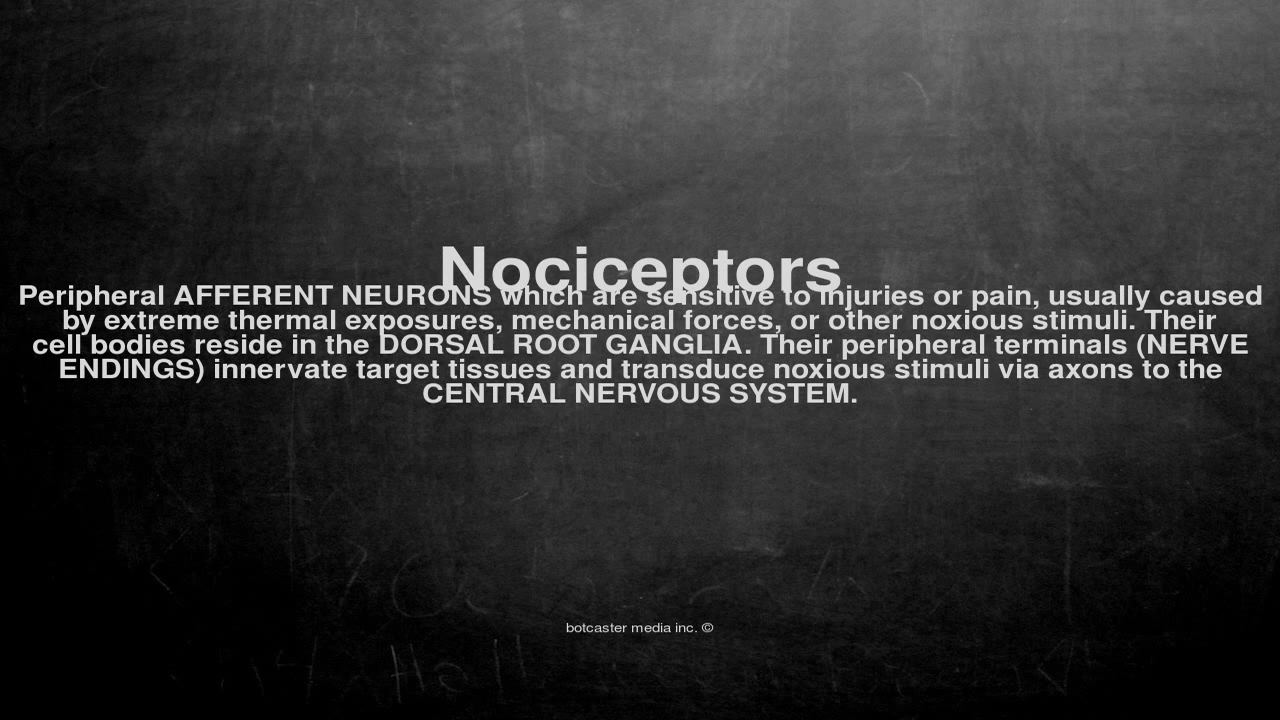 Nociceptors
Peripheral AFFERENT NEURONS which are sensitive to injuries or pain, usually caused
by extreme thermal exposures, mechanical forces, or other noxious stimuli. Their
cell bodies reside in the DORSAL ROOT GANGLIA. Their peripheral terminals (NERVE
ENDINGS) innervate target tissues and transduce noxious stimuli via axons to the
CENTRAL NERVOUS SYSTEM.
botcaster media inc. ©